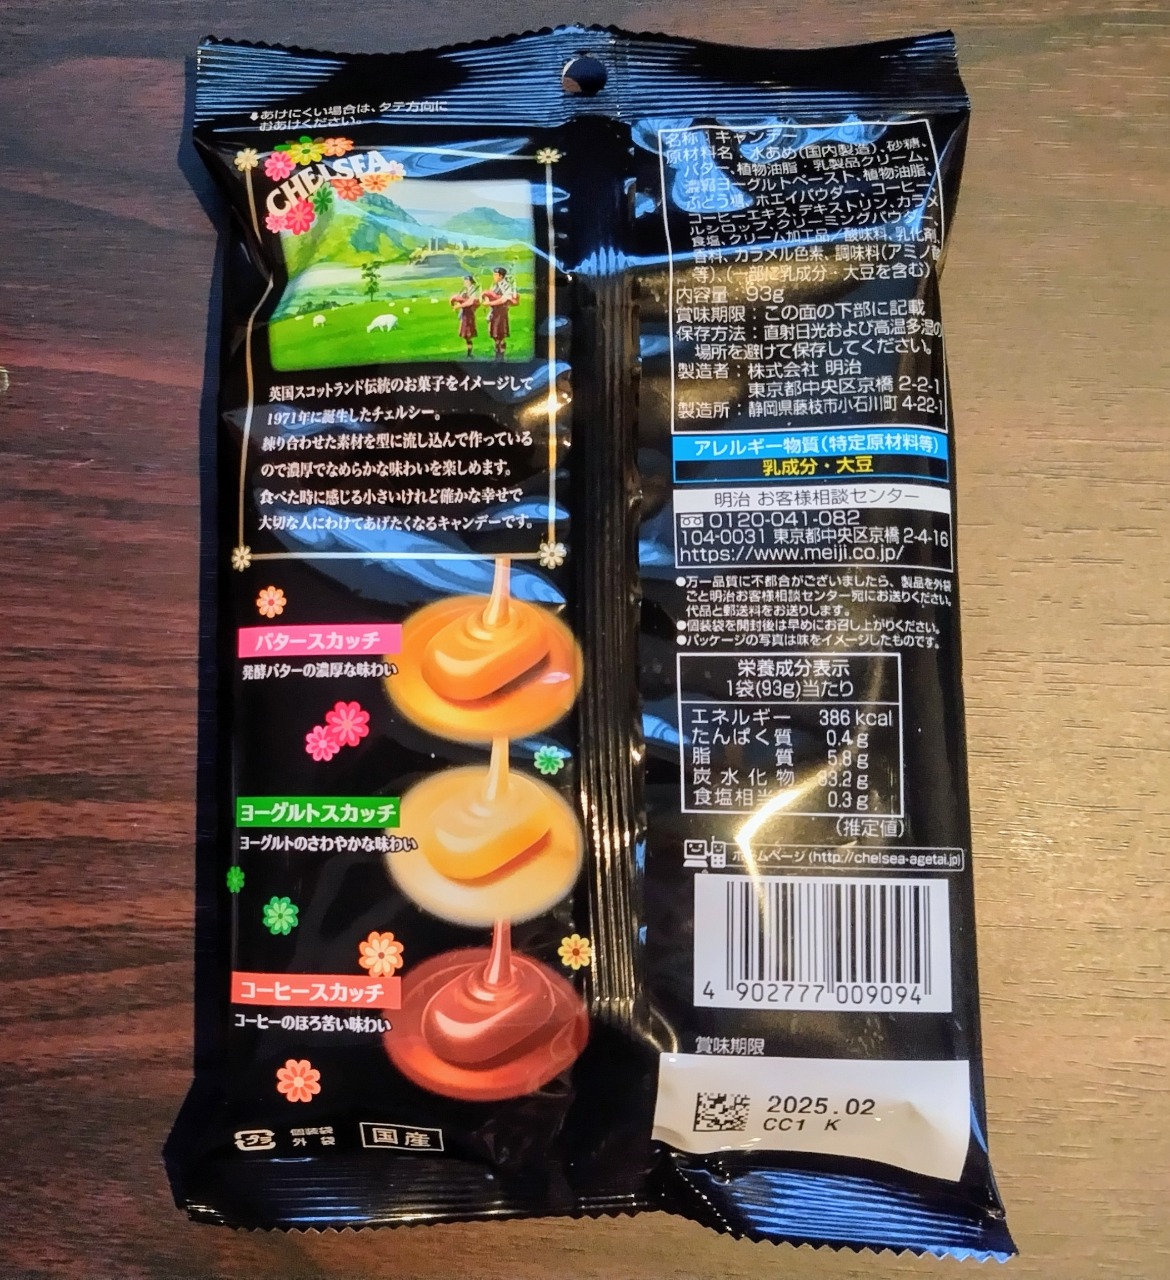 あけにくい場合は、タテ方向に
おあけください。
CHELSEA
英国スコットランド伝統のお菓子をイメージして
1971年に誕生したチェルシー。
練り合わせた素材を型に流し込んで作っている
ので濃厚でなめらかな味わいを楽しめます。
食べた時に感じる小さいけれど確かな幸せで
大切な人にわけてあげたくなるキャンデーです。
バタースカッチ
発酵バターの濃厚な味わい
ヨーグルトスカッチ
ヨーグルトのさわやかな味わい
コーヒースカッチ
コーヒーのほろ苦い味わい
プラ
個装袋
外袋
国産
名称：キャンデー
原材料名：水あめ(国内製造)、砂糖、
バター、植物油脂、乳製品クリーム、
濃縮ヨーグルトペースト、植物油脂、
ぶどう糖、ホエイパウダー、コーヒー、
コーヒーエキス、デキストリン、カラメ
ルシロップ、クリーミングパウダー、
食塩、クリーム加工品／酸味料、乳化剤、
香料、カラメル色素、調味料(アミノ酸
等)、(一部に乳成分・大豆を含む)
内容量：93g
賞味期限：この面の下部に記載
保存方法：直射日光および高温多湿の
場所を避けて保存してください。
製造者：株式会社 明治
東京都中央区京橋 2-2-1
製造所：静岡県藤枝市小石川町 4-22-1
アレルギー物質(特定原材料等)
乳成分・大豆
明治 お客様相談センター
0120-041-082
104-0031 東京都中央区京橋 2-4-16
https://www.meiji.co.jp/
●万一品質に不都合がございましたら、製品を外袋
ごと明治お客様相談センター宛にお送りください。
代品と郵送料をお送りします。
●個装袋を開封後は早めにお召し上がりください。
●パッケージの写真は味をイメージしたものです。
栄養成分表示
1袋(93g)当たり
エネルギー 386 kcal
たんぱく質 0.4 g
脂質 5.8 g
炭水化物 83.2 g
食塩相当 0.3 g
(推定値)
ホームページ(http://chelsea-agetai.jp)
4 902777 009094
賞味期限
2025.02
CC1 K